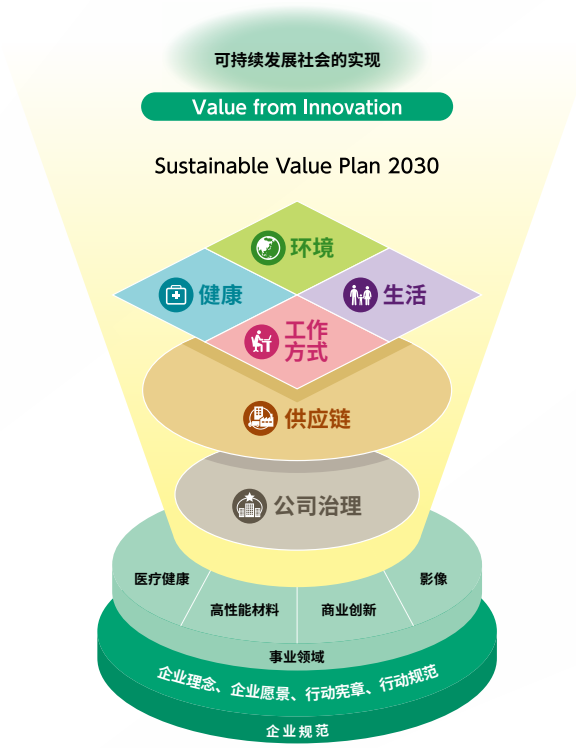 可持续发展社会的实现
Value from Innovation
Sustainable Value Plan 2030
环境
健康
生活
工作
方式
供应链
公司治理
医疗健康
高性能材料
商业创新
影像
事业领域
企业理念、企业愿景、行动宪章、行动规范
企业规范